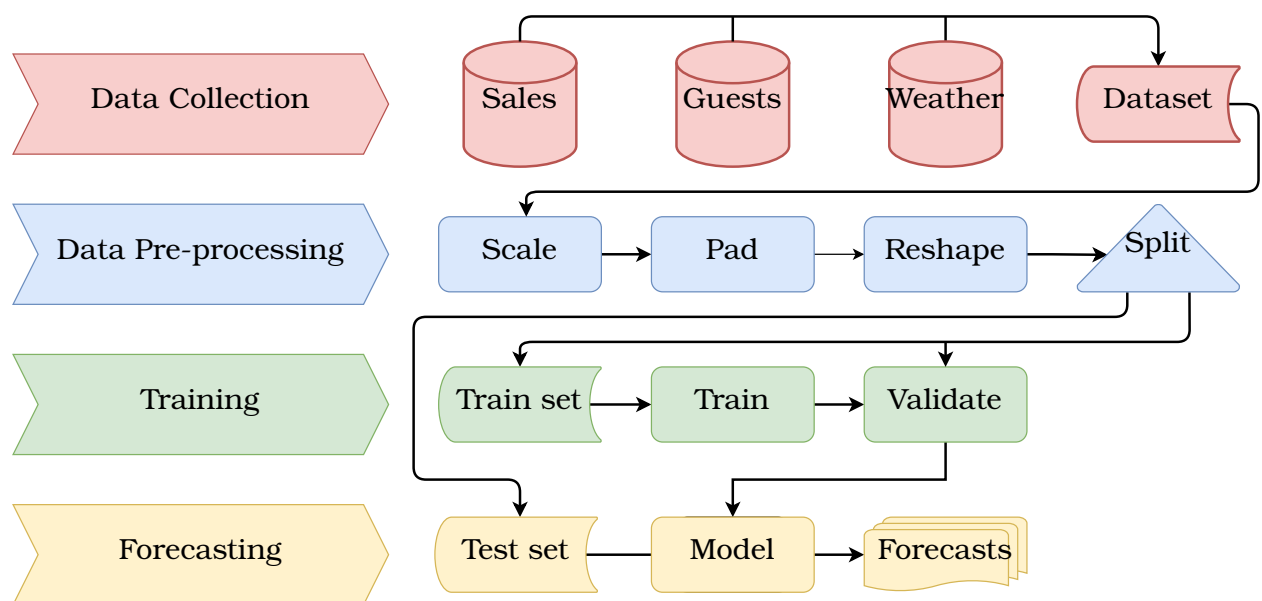 Data Collection
Sales
Guests
Weather
Dataset
Data Pre-processing
Scale
Pad
Reshape
Split
Training
Train set
Train
Validate
Forecasting
Test set
Model
Forecasts